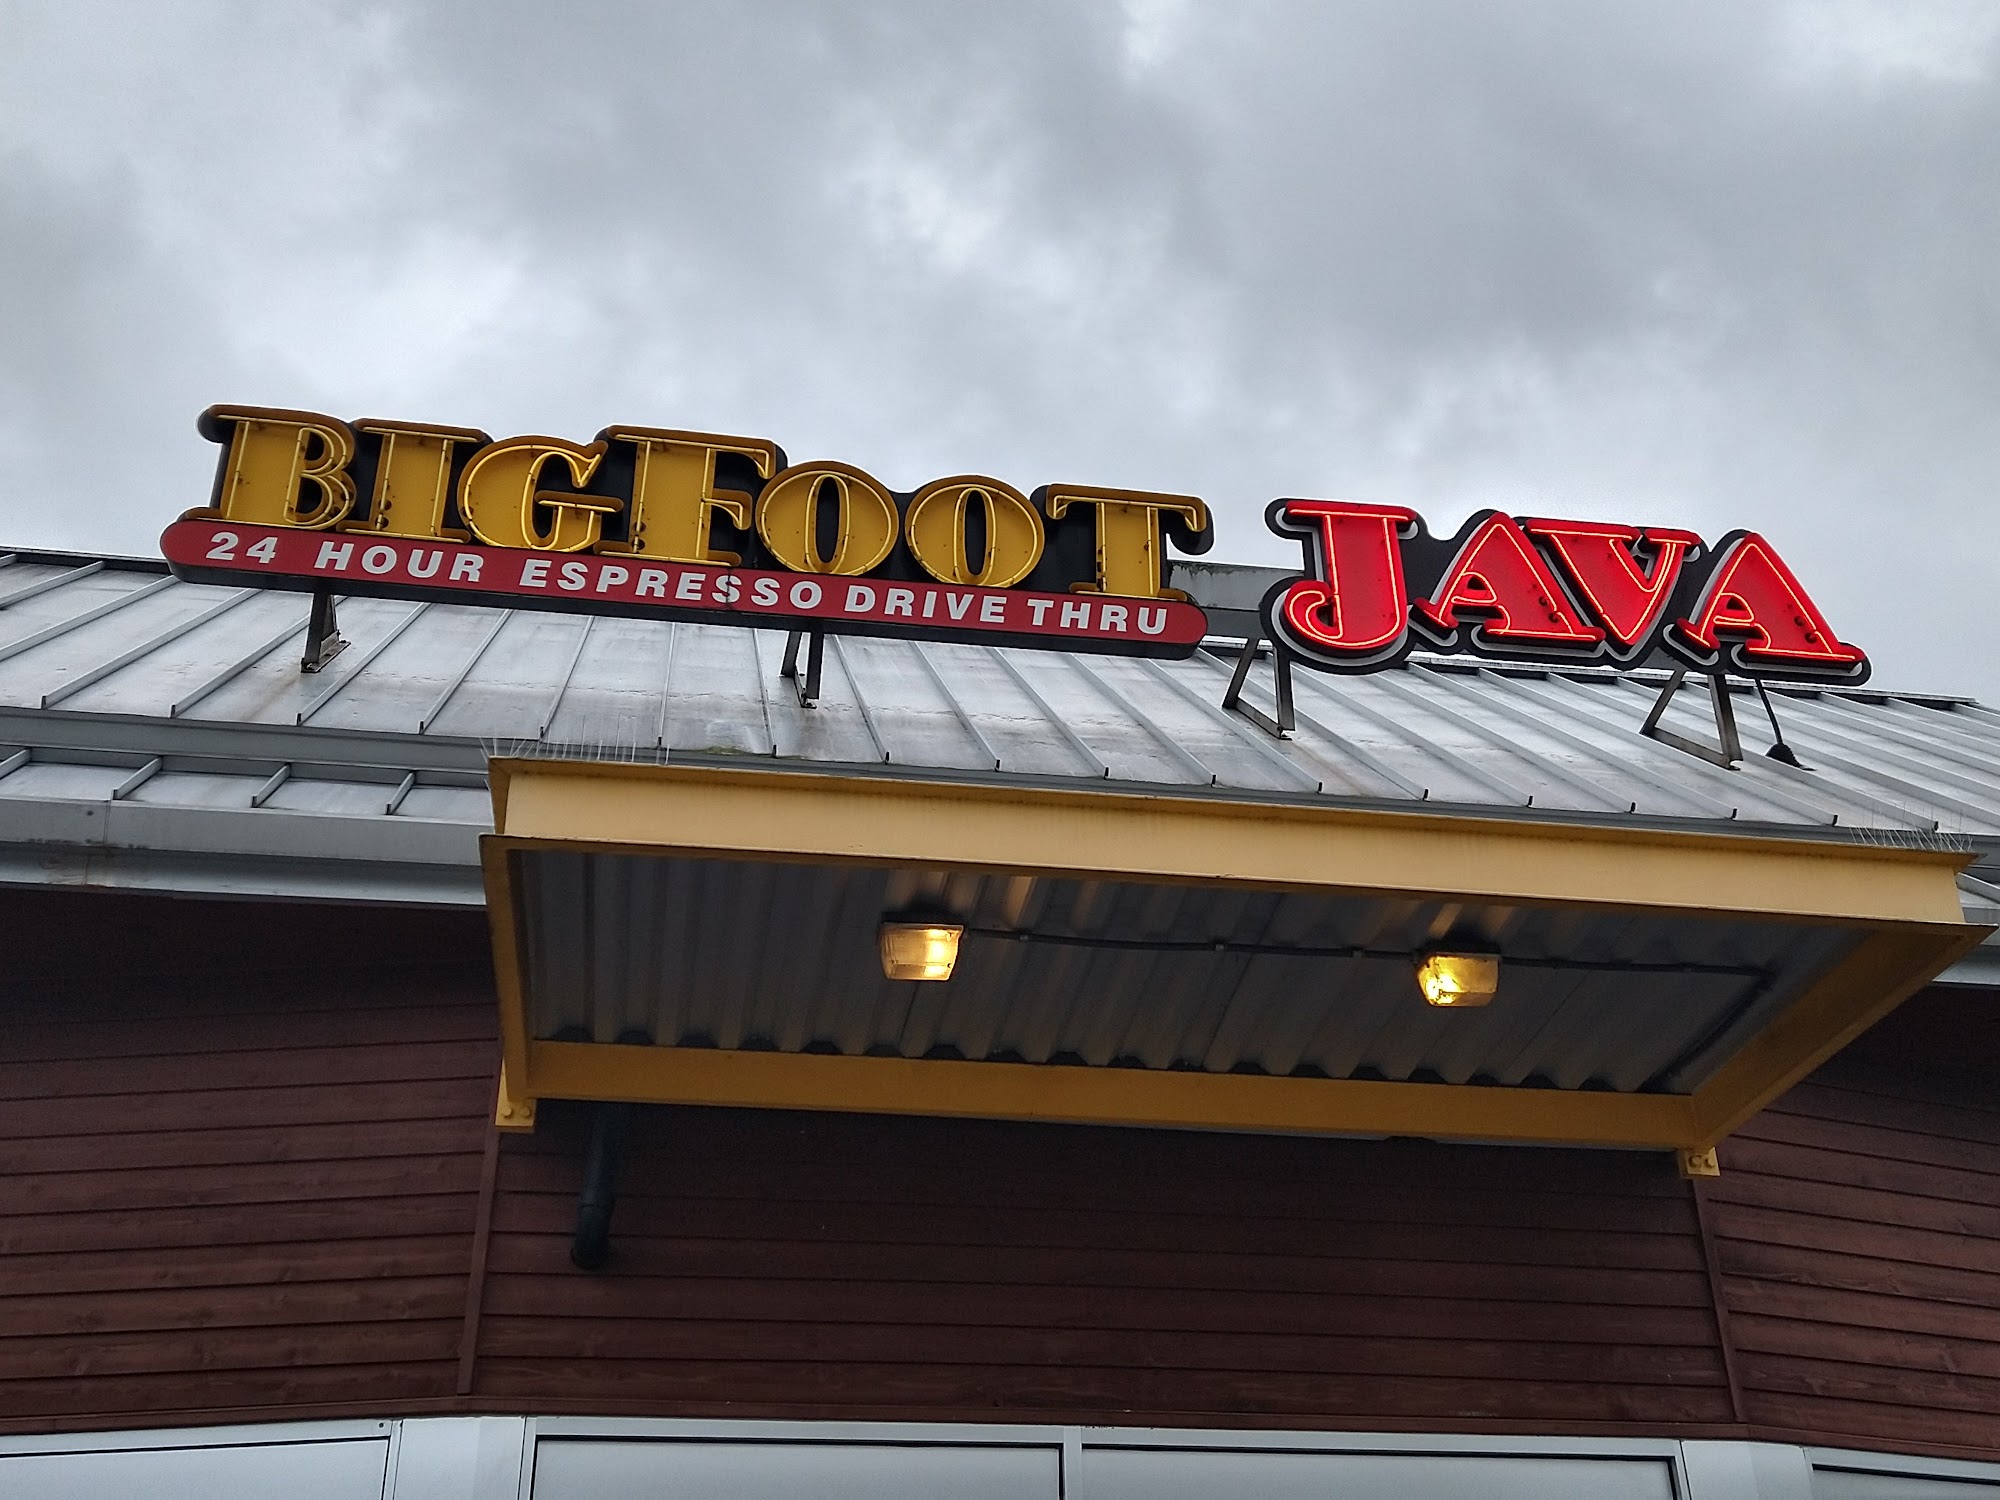 BIGFOOT JAVA
24 HOUR ESPRESSO DRIVE THRU